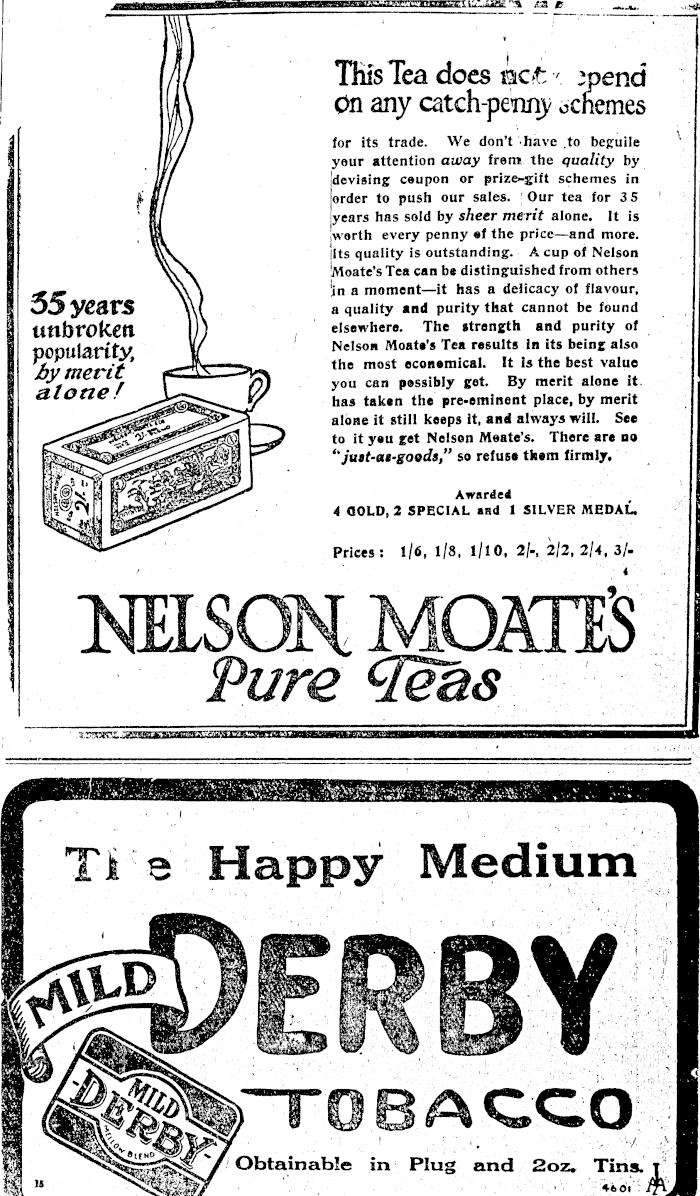 This Tea does not depend
on any catch-penny schemes
for its trade. We don't have to beguile
your attention away from the quality by
devising coupon or prize-gift schemes in
order to push our sales. Our tea for 35
years has sold by sheer merit alone. It is
worth every penny of the price—and more.
Its quality is outstanding. A cup of Nelson
Moate's Tea can be distinguished from others
in a moment—it has a delicacy of flavour,
a quality and purity that cannot be found
elsewhere. The strength and purity of
Nelson Moate's Tea results in its being also
the most economical. It is the best value
you can possibly get. By merit alone it
has taken the pre-eminent place, by merit
alone it still keeps it, and always will. See
to it you get Nelson Moate's. There are no
"just-as-goods," so refuse them firmly.
35 years
unbroken
popularity,
by merit
alone!
2/-
2/-
Awarded
4 GOLD, 2 SPECIAL and 1 SILVER MEDAL.
Prices: 1/6, 1/8, 1/10, 2/-, 2/2, 2/4, 3/-
4
NELSON MOATE'S
Pure Teas
The Happy Medium
MILD
DERBY
TOBACCO
MILD
DERBY
MELLOW BLEND
Obtainable in Plug and 2oz. Tins.
15
4601